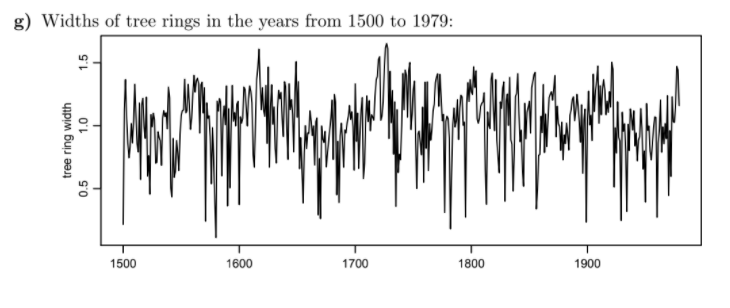 g) Widths of tree rings in the years from 1500 to 1979:
1.5
1.0
0.5
tree ring width
1500 1600 1700 1800 1900